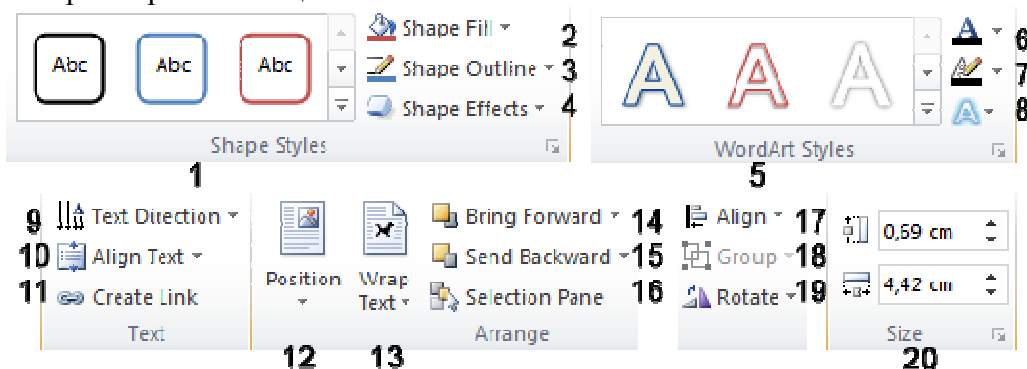 Shape Fill 2
Abc Abc Abc Shape Outline 3
Shape Effects 4
Shape Styles
1
A A A A 6
7
A 8
WordArt Styles
5
9 Text Direction
10 Align Text
11 Create Link
Text
Position
12
Wrap
Text
13
Bring Forward 14
Send Backward 15
Selection Pane 16
Arrange
Align 17
Group 18
Rotate 19
0,69 cm
4,42 cm
Size
20